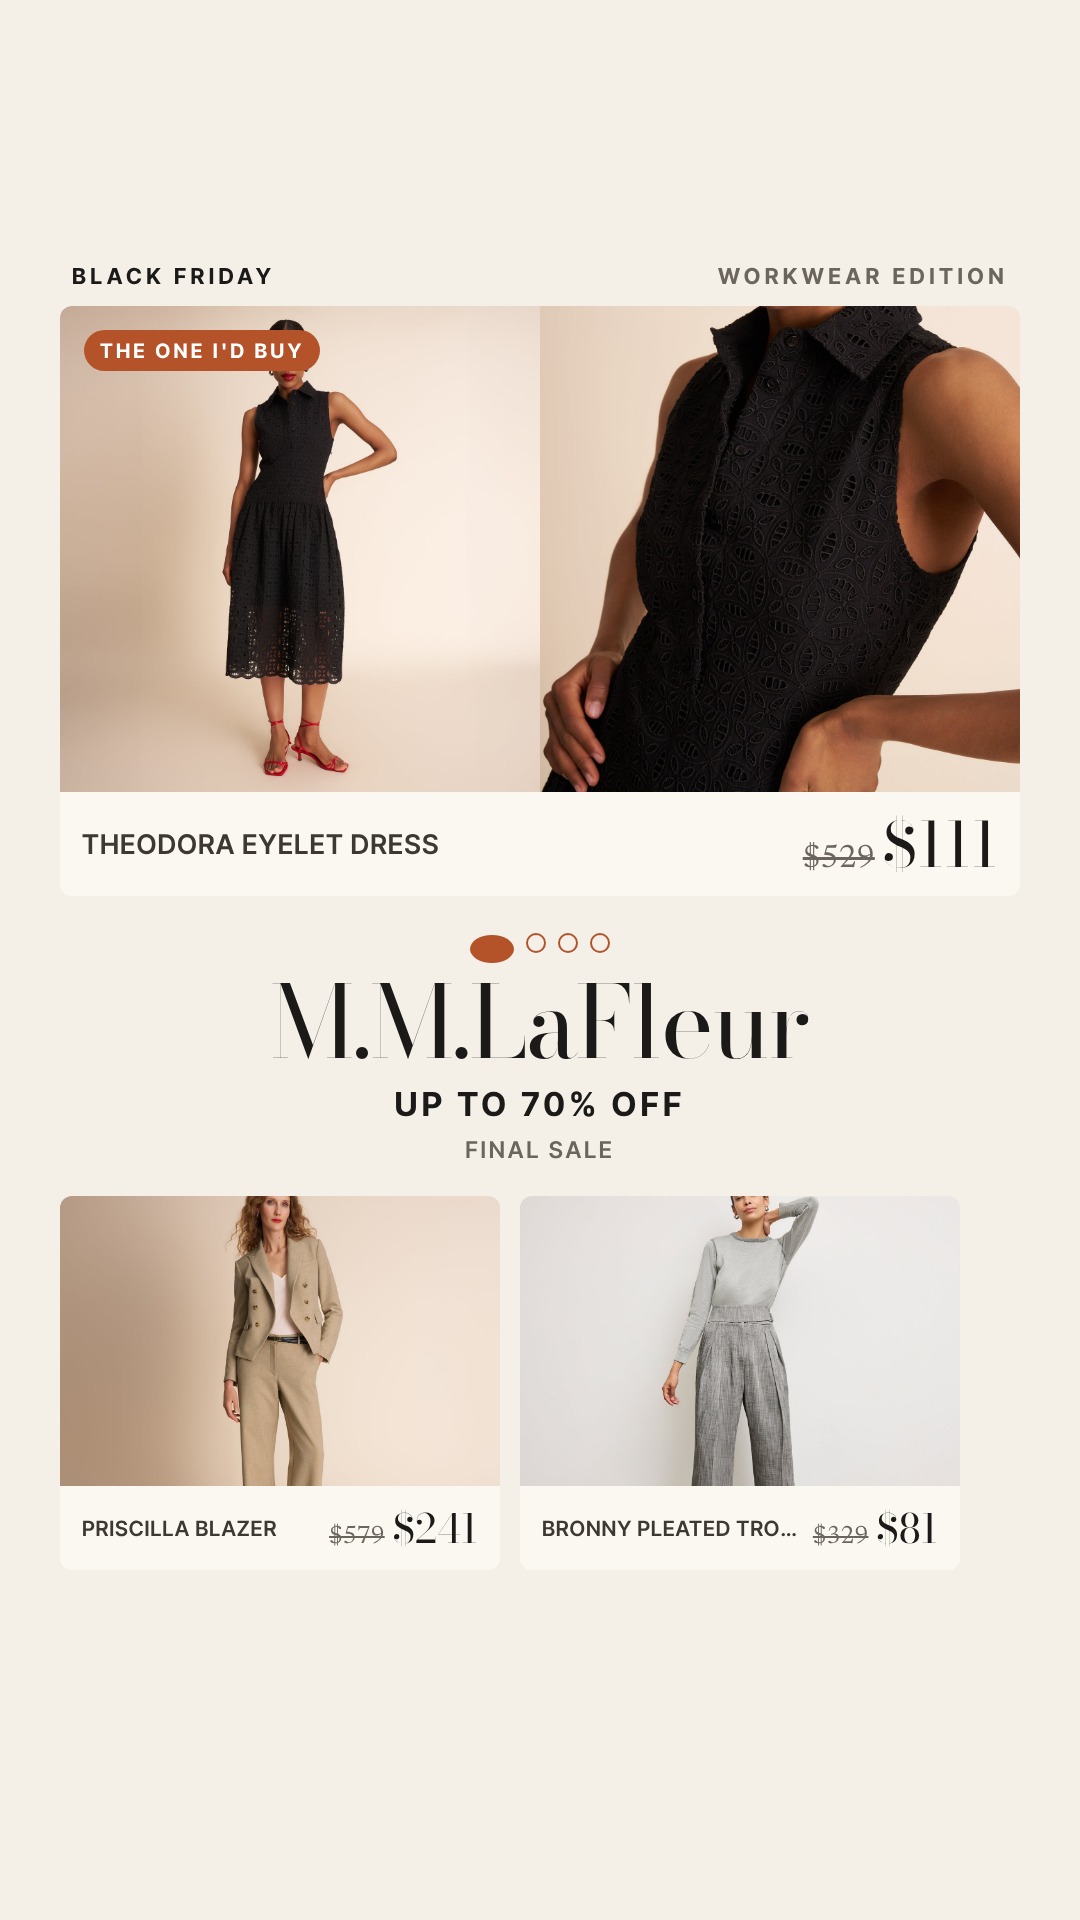 BLACK FRIDAY
WORKWEAR EDITION
THE ONE I'D BUY
THEODORA EYELET DRESS
$529 $111
M.M.LaFleur
UP TO 70% OFF
FINAL SALE
PRISCILLA BLAZER
$579 $241
BRONNY PLEATED TRO...
$329 $81